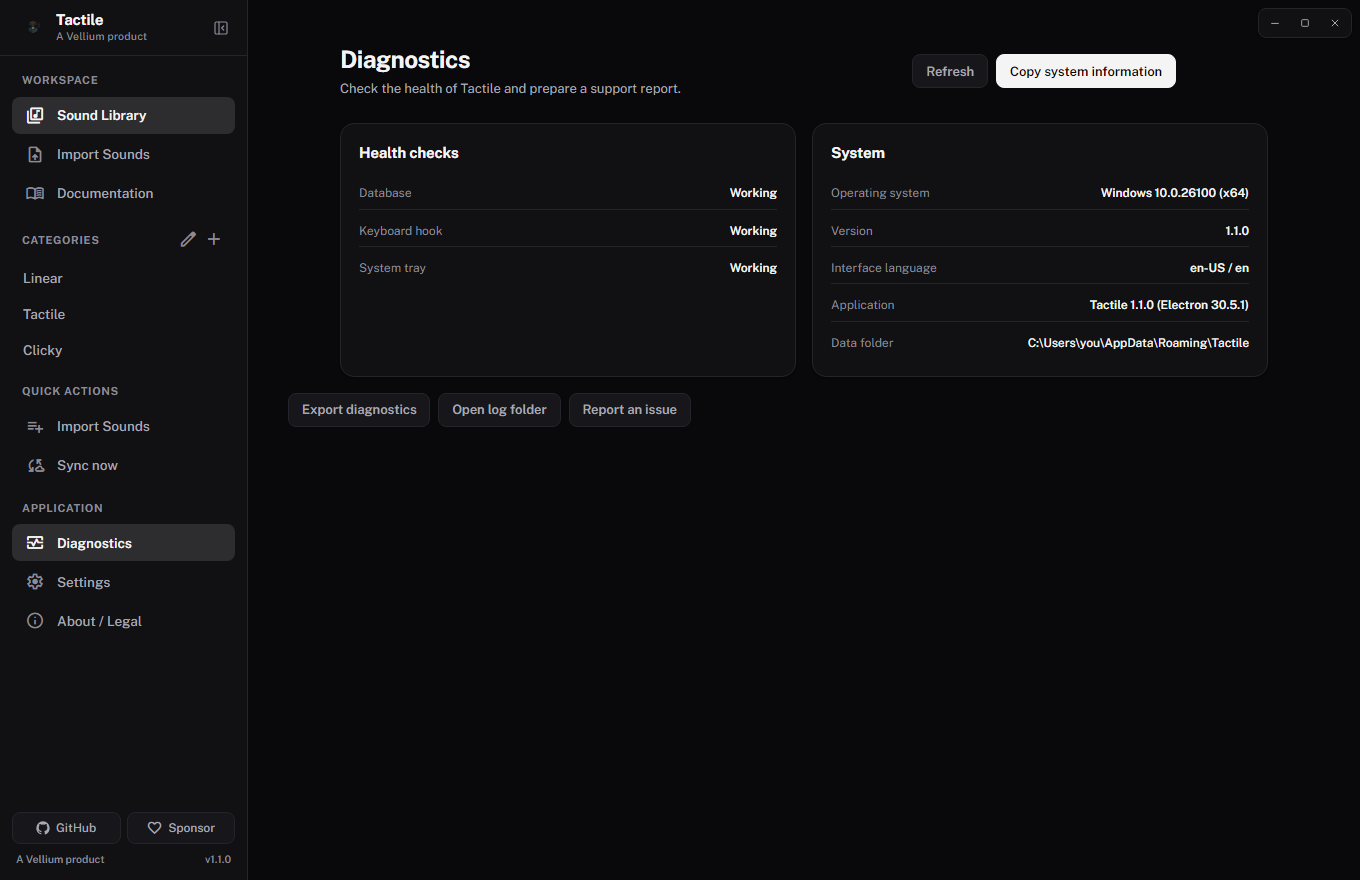 Tactile
A Vellium product
WORKSPACE
Sound Library
Import Sounds
Documentation
CATEGORIES
Linear
Tactile
Clicky
QUICK ACTIONS
Import Sounds
Sync now
APPLICATION
Diagnostics
Settings
About / Legal
GitHub
Sponsor
A Vellium product
v1.1.0
Diagnostics
Check the health of Tactile and prepare a support report.
Refresh
Copy system information
Health checks
Database Working
Keyboard hook Working
System tray Working
System
Operating system Windows 10.0.26100 (x64)
Version 1.1.0
Interface language en-US / en
Application Tactile 1.1.0 (Electron 30.5.1)
Data folder C:\Users\you\AppData\Roaming\Tactile
Export diagnostics
Open log folder
Report an issue